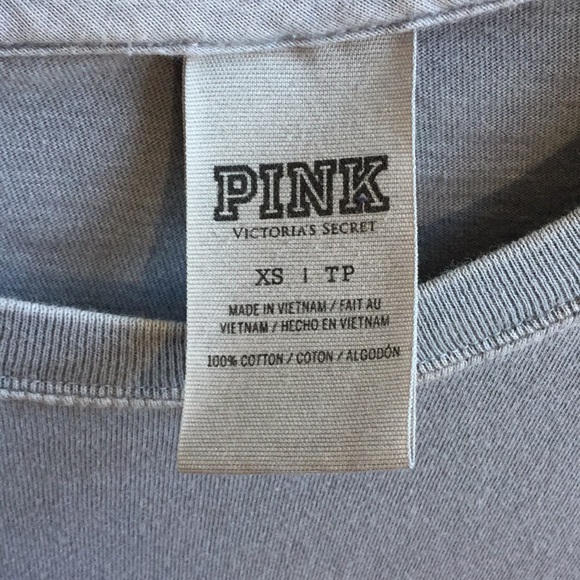 PINK
VICTORIA'S SECRET
XS | TP
MADE IN VIETNAM / FAIT AU
VIETNAM / HECHO EN VIETNAM
100% COTTON / COTON / ALGODÓN